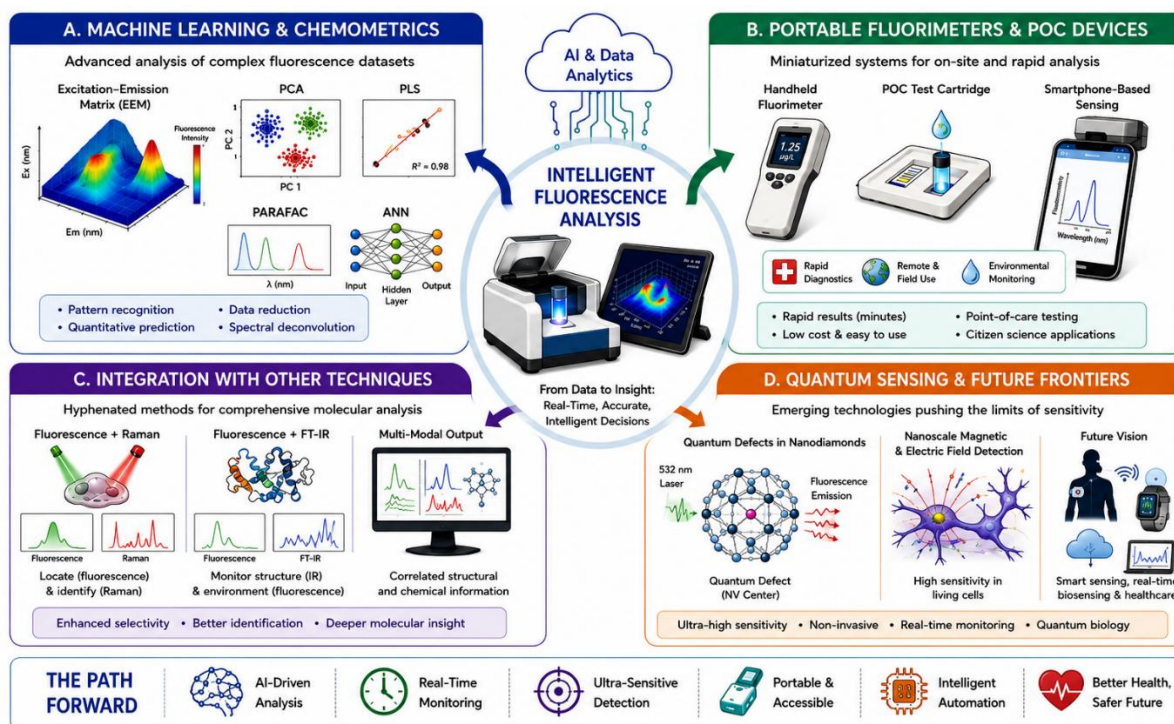 A. MACHINE LEARNING & CHEMOMETRICS
Advanced analysis of complex fluorescence datasets
Excitation–Emission
Matrix (EEM)
Fluorescence
Intensity
Ex (nm)
Em (nm)
PCA
PC 2
1
1
PC 1
PLS
R² = 0.98
PARAFAC
λ (nm)
ANN
Input
Hidden
Layer
Output
• Pattern recognition
• Data reduction
• Quantitative prediction
• Spectral deconvolution
AI & Data
Analytics
INTELLIGENT
FLUORESCENCE
ANALYSIS
From Data to Insight:
Real-Time, Accurate,
Intelligent Decisions
B. PORTABLE FLUORIMETERS & POC DEVICES
Miniaturized systems for on-site and rapid analysis
Handheld
Fluorimeter
1.25
µg/L
POC Test Cartridge
Smartphone-Based
Sensing
Wavelength (nm)
Rapid
Diagnostics
Remote &
Field Use
Environmental
Monitoring
• Rapid results (minutes)
• Point-of-care testing
• Low cost & easy to use
• Citizen science applications
C. INTEGRATION WITH OTHER TECHNIQUES
Hyphenated methods for comprehensive molecular analysis
Fluorescence + Raman
Fluorescence
Raman
Locate (fluorescence)
& identify (Raman)
Fluorescence + FT-IR
Fluorescence
FT-IR
Monitor structure (IR)
& environment (fluorescence)
Multi-Modal Output
Correlated structural
and chemical information
Enhanced selectivity • Better identification • Deeper molecular insight
D. QUANTUM SENSING & FUTURE FRONTIERS
Emerging technologies pushing the limits of sensitivity
Quantum Defects in Nanodiamonds
532 nm
Laser
Fluorescence
Emission
Quantum Defect
(NV Center)
Nanoscale Magnetic
& Electric Field Detection
High sensitivity in
living cells
Future Vision
Smart sensing, real-time
biosensing & healthcare
Ultra-high sensitivity • Non-invasive • Real-time monitoring • Quantum biology
THE PATH
FORWARD
AI-Driven
Analysis
Real-Time
Monitoring
Ultra-Sensitive
Detection
Portable &
Accessible
Intelligent
Automation
Better Health,
Safer Future